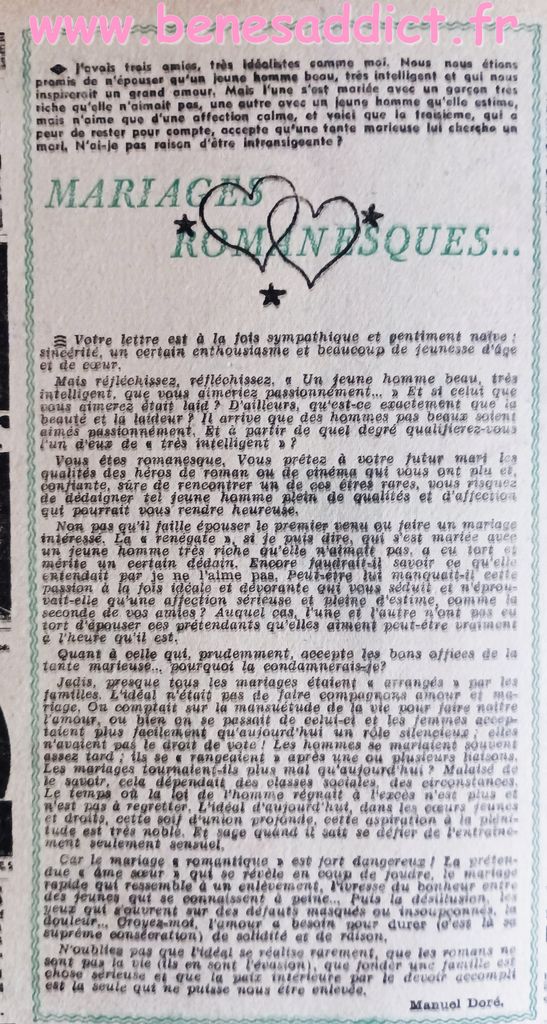 www.benesaddict.fr
J'avais trois amies, très idéalistes comme moi. Nous nous étions
promis de n'épouser qu'un jeune homme beau, très intelligent et qui nous
inspirerait un grand amour. Mais l'une s'est mariée avec un garçon très
riche qu'elle n'aimait pas, une autre avec un jeune homme qu'elle estime,
mais n'aime que d'une affection calme, et voici que la troisième, qui a
peur de rester pour compte, accepte qu'une tante marieuse lui cherche un
mari. N'ai-je pas raison d'être intransigeante ?
MARIAGES
ROMANESQUES...
Votre lettre est à la fois sympathique et gentiment naïve :
sincérité, un certain enthousiasme et beaucoup de jeunesse d'âge
et de cœur.
Mais réfléchissez, réfléchissez, « Un jeune homme beau, très
intelligent, que vous aimeriez passionnément... » Et si celui que
vous aimerez était laid ? D'ailleurs, qu'est-ce exactement que la
beauté et la laideur ? Il arrive que des hommes pas beaux soient
aimés passionnément. Et à partir de quel degré qualifierez-vous
l'un d'eux de « très intelligent » ?
Vous êtes romanesque. Vous prêtez à votre futur mari les
qualités des héros de roman ou de cinéma qui vous ont plu et,
confiante, sûre de rencontrer un de ces êtres rares, vous risquez
de dédaigner tel jeune homme plein de qualités et d'affection
qui pourrait vous rendre heureuse.
Non pas qu'il faille épouser le premier venu ou faire un mariage
intéressé. La « renégate », si je puis dire, qui s'est mariée avec
un jeune homme très riche qu'elle n'aimait pas, a eu tort et
mérite un certain dédain. Encore faudrait-il savoir ce qu'elle
entendait par je ne l'aime pas. Peut-être lui manquait-il cette
passion à la fois idéale et dévorante qui vous séduit et n'éprou-
vait-elle qu'une affection sérieuse et pleine d'estime, comme la
seconde de vos amies ? Auquel cas, l'une et l'autre n'ont pas eu
tort d'épouser ces prétendants qu'elles aiment peut-être vraiment
à l'heure qu'il est.
Quant à celle qui, prudemment, accepte les bons offices de la
tante marieuse... pourquoi la condamnerais-je?
Jadis, presque tous les mariages étaient « arrangés » par les
familles. L'idéal n'était pas de faire compagnons amour et ma-
riage. On comptait sur la mansuétude de la vie pour faire naître
l'amour, ou bien on se passait de celui-ci et les femmes accep-
taient plus facilement qu'aujourd'hui un rôle silencieux ; elles
n'avaient pas le droit de vote ! Les hommes se mariaient souvent
assez tard ; ils se « rangeaient » après une ou plusieurs liaisons.
Les mariages tournaient-ils plus mal qu'aujourd'hui ? Malaisé de
le savoir, cela dépendait des classes sociales, des circonstances.
Le temps où la loi de l'homme régnait à l'excès n'est plus et
n'est pas à regretter. L'idéal d'aujourd'hui, dans les cœurs jeunes
et droits, cette soif d'union profonde, cette aspiration à la pléni-
tude est très noble. Et sage quand il sait se défier de l'entraîne-
ment seulement sensuel.
Car le mariage « romantique » est fort dangereux ! La préten-
due « âme sœur » qui se révèle en coup de foudre, le mariage
rapide qui ressemble à un enlèvement, l'ivresse du bonheur entre
des jeunes qui se connaissent à peine... Puis la désillusion, les
yeux qui s'ouvrent sur des défauts masqués ou insoupçonnés, la
douleur... Croyez-moi, l'amour a besoin pour durer (c'est là sa
suprême consécration) de solidité et de raison.
N'oubliez pas que l'idéal se réalise rarement, que les romans ne
sont pas la vie (ils en sont l'évasion), que fonder une famille est
chose sérieuse et que la paix intérieure par le devoir accompli
est la seule qui ne puisse nous être enlevée.
Manuel Doré.